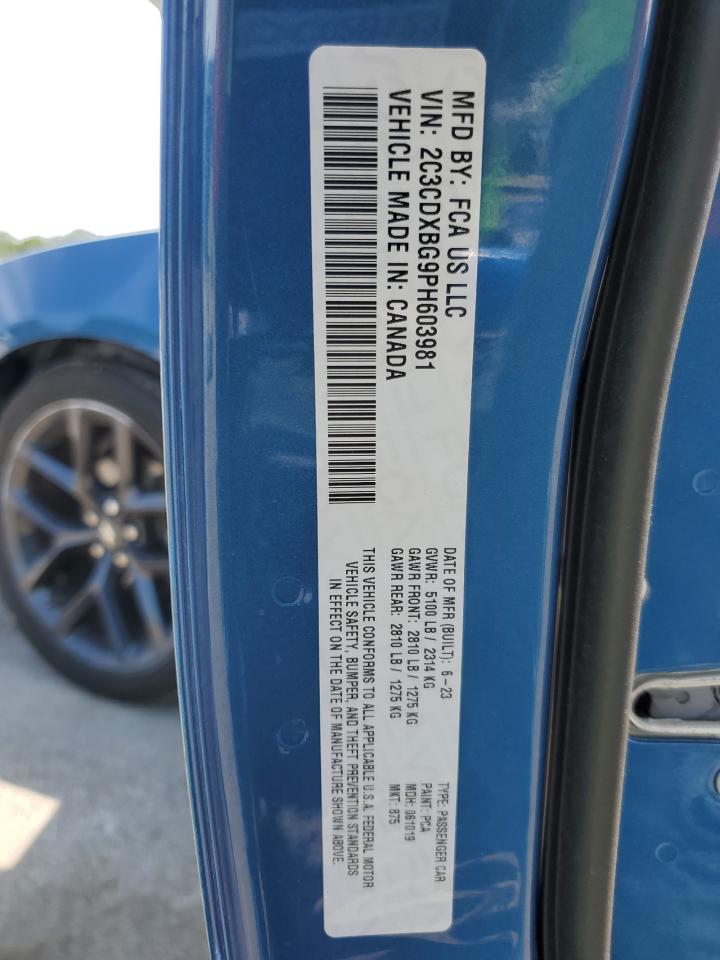 MFD BY: FCA US LLC
VIN: 2C3CDXBG9PH603981
VEHICLE MADE IN: CANADA
DATE OF MFR (BUILT): 6-23
GVWR: 5100 LB / 2314 KG
GAWR FRONT: 2810 LB / 1275 KG
GAWR REAR: 2810 LB / 1275 KG
THIS VEHICLE CONFORMS TO ALL APPLICABLE U.S.A. FEDERAL MOTOR
VEHICLE SAFETY, BUMPER, AND THEFT PREVENTION STANDARDS
IN EFFECT ON THE DATE OF MANUFACTURE SHOWN ABOVE.
TYPE: PASSENGER CAR
PAINT: PCA
MDH: 061019
MKT: 875